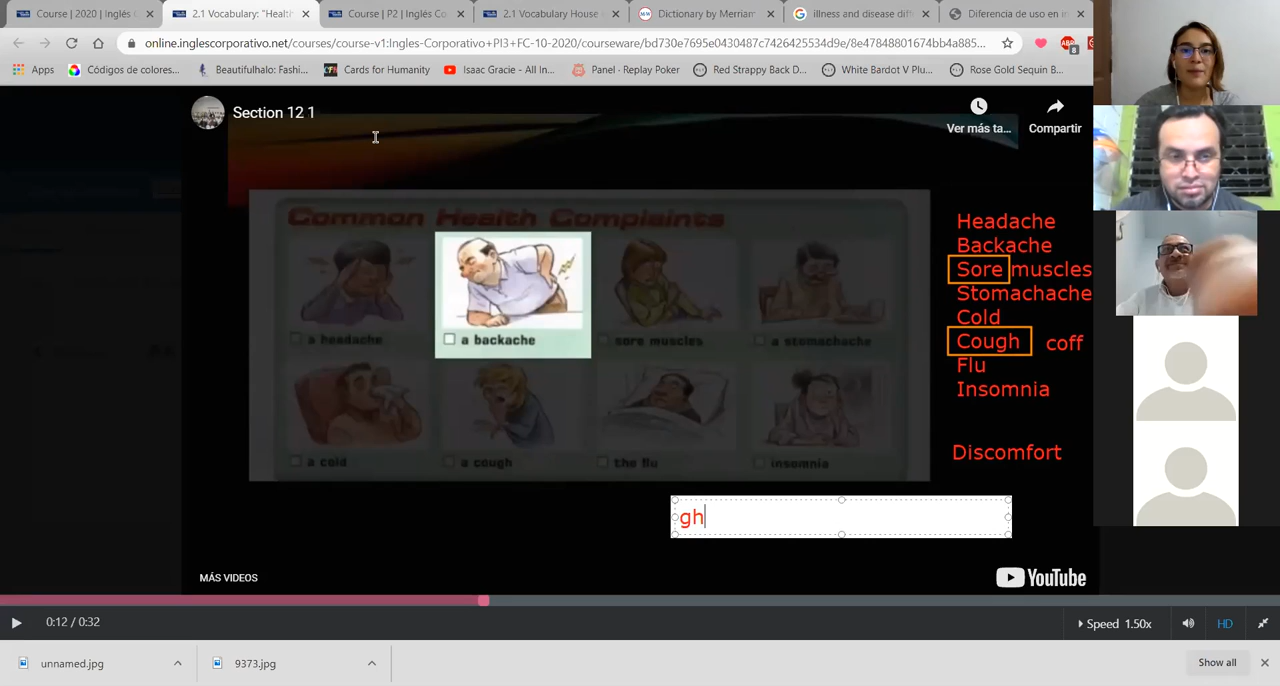 Course | 2020 | Inglés C
2.1 Vocabulary: "Healt
Course | P2 | Inglés Co
2.1 Vocabulary House
Dictionary by Merriam
illness and disease dif
Diferencia de uso en in
online.inglescorporativo.net/courses/course-v1:Ingles-Corporativo+PI3+FC-10-2020/courseware/bd730e7695e0430487c7426425534d9e/8e47848801674bb4a885...
Apps
Códigos de colores...
Beautifulhalo: Fashi...
Cards for Humanity
Isaac Gracie - All In...
Panel · Replay Poker
Red Strappy Back D...
White Bardot V Plu...
Rose Gold Sequin B...
Section 12 1
Ver más ta...
Compartir
Common Health Complaints
a headache
a backache
sore muscles
a stomachache
a cold
a cough
the flu
insomnia
Headache
Backache
Sore muscles
Stomachache
Cold
Cough coff
Flu
Insomnia
Discomfort
gh
MÁS VIDEOS
YouTube
0:12 / 0:32
Speed 1.50x
HD
unnamed.jpg
9373.jpg
Show all